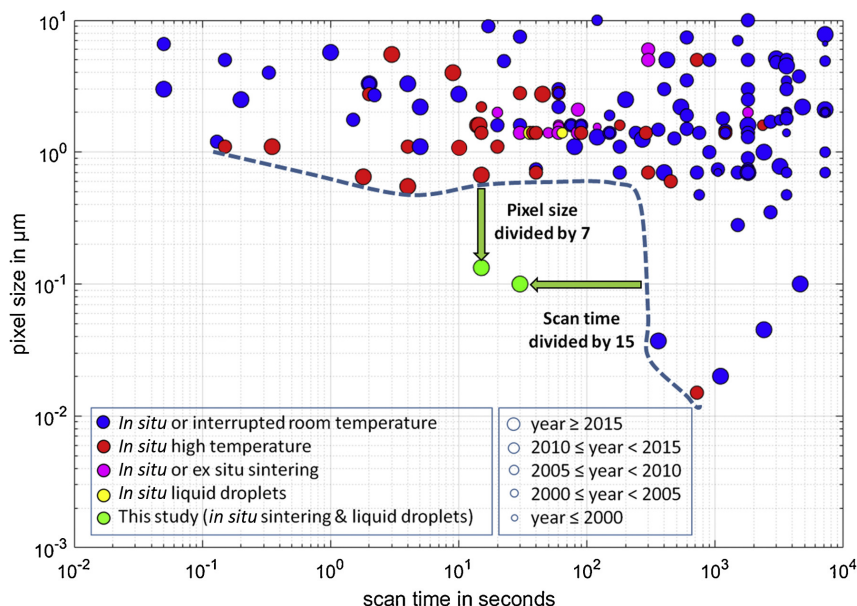 10^1
10^0
10^-1
10^-2
10^-3
pixel size in µm
Pixel size
divided by 7
Scan time
divided by 15
In situ or interrupted room temperature
In situ high temperature
In situ or ex situ sintering
In situ liquid droplets
This study (in situ sintering & liquid droplets)
year ≥ 2015
2010 ≤ year < 2015
2005 ≤ year < 2010
2000 ≤ year < 2005
year ≤ 2000
10^-2 10^-1 10^0 10^1 10^2 10^3 10^4
scan time in seconds